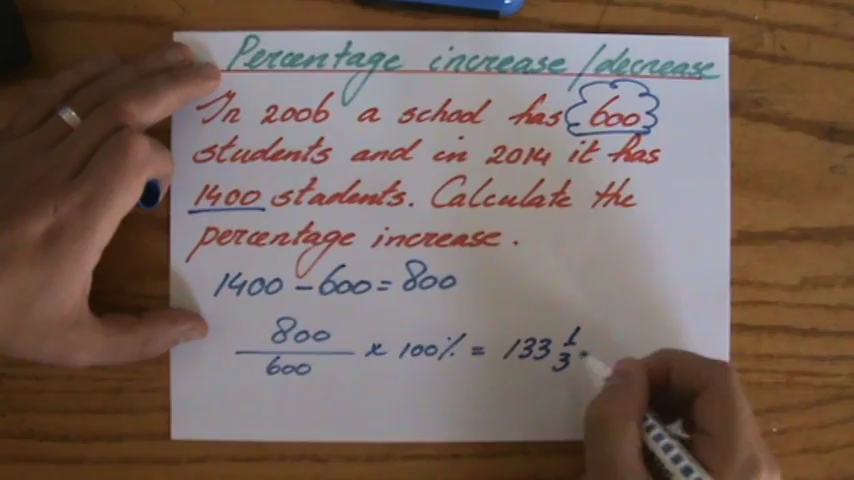 Percentage increase/decrease
In 2006 a school has 600
students and in 2014 it has
1400 students. Calculate the
percentage increase.
1400 - 600 = 800
800
600
x 100% = 133 1/3